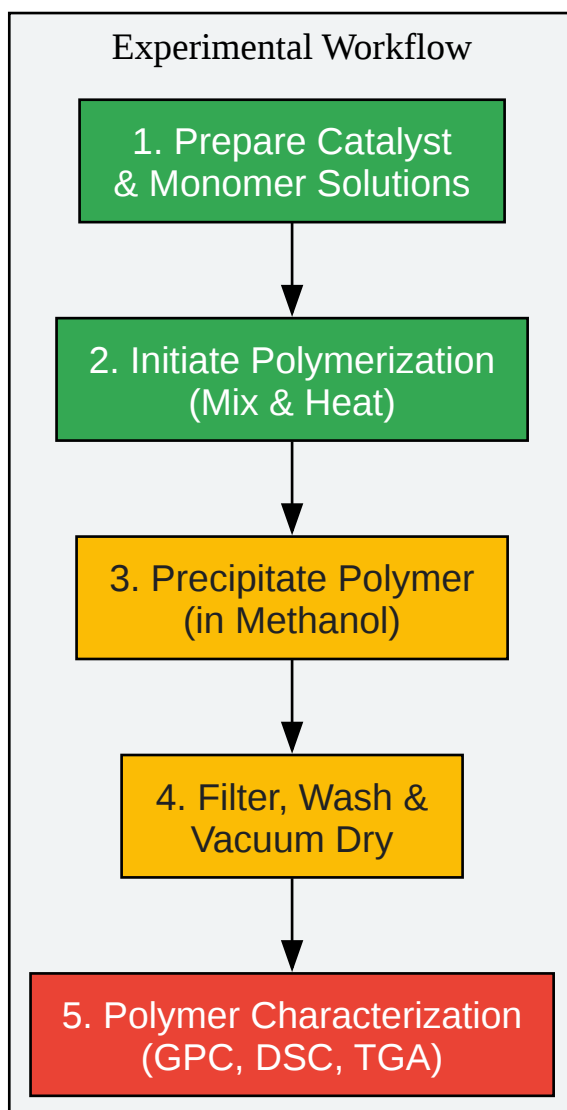 Experimental Workflow
1. Prepare Catalyst
& Monomer Solutions
2. Initiate Polymerization
(Mix & Heat)
3. Precipitate Polymer
(in Methanol)
4. Filter, Wash &
Vacuum Dry
5. Polymer Characterization
(GPC, DSC, TGA)